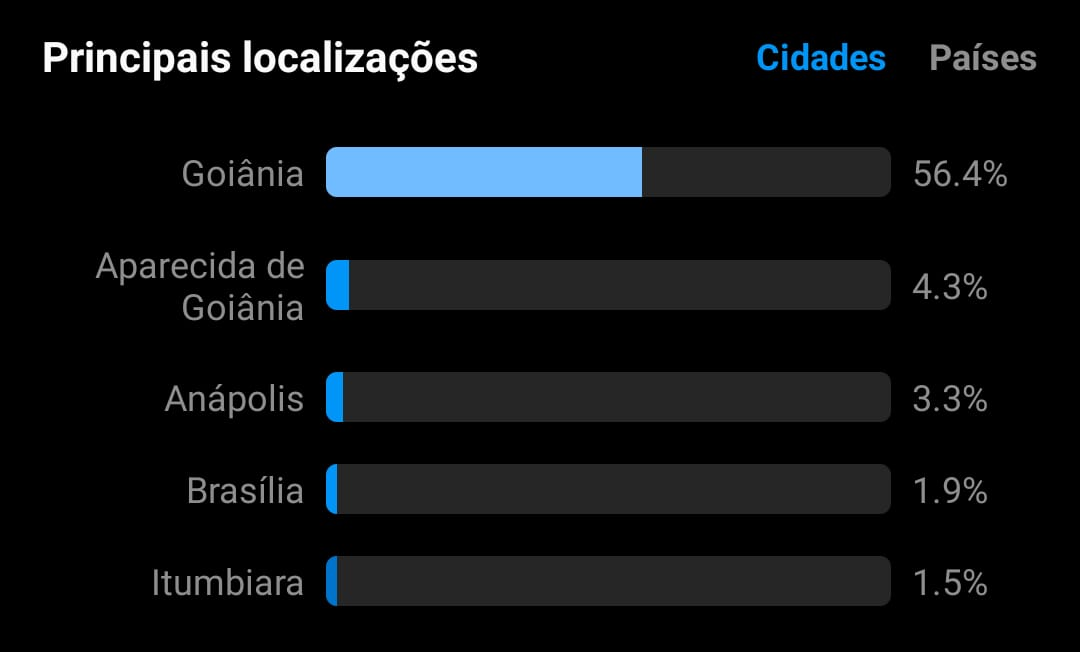 Principais localizações
Cidades
Países
Goiânia
56.4%
Aparecida de
Goiânia
4.3%
Anápolis
3.3%
Brasília
1.9%
Itumbiara
1.5%